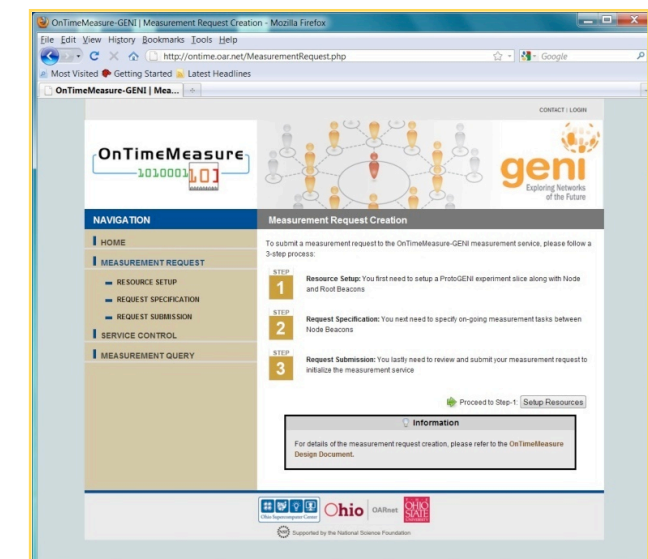 OnTimeMeasure-GENI | Measurement Request Creation - Mozilla Firefox
File Edit View History Bookmarks Tools Help
http://ontime.oar.net/MeasurementRequest.php
Google
Most Visited Getting Started Latest Headlines
OnTimeMeasure-GENI | Mea...
CONTACT | LOGIN
OnTimeMeasure
1010001101
geni
Exploring Networks
of the Future
NAVIGATION
Measurement Request Creation
HOME
MEASUREMENT REQUEST
RESOURCE SETUP
REQUEST SPECIFICATION
REQUEST SUBMISSION
SERVICE CONTROL
MEASUREMENT QUERY
To submit a measurement request to the OnTimeMeasure-GENI measurement service, please follow a
3-step process:
STEP
1
Resource Setup: You first need to setup a ProtoGENI experiment slice along with Node
and Root Beacons
STEP
2
Request Specification: You next need to specify on-going measurement tasks between
Node Beacons
STEP
3
Request Submission: You lastly need to review and submit your measurement request to
initialize the measurement service
Proceed to Step-1: Setup Resources
Information
For details of the measurement request creation, please refer to the OnTimeMeasure
Design Document.
Ohio Supercomputer Center
Ohio
OARnet
OHIO
STATE
Supported by the National Science Foundation